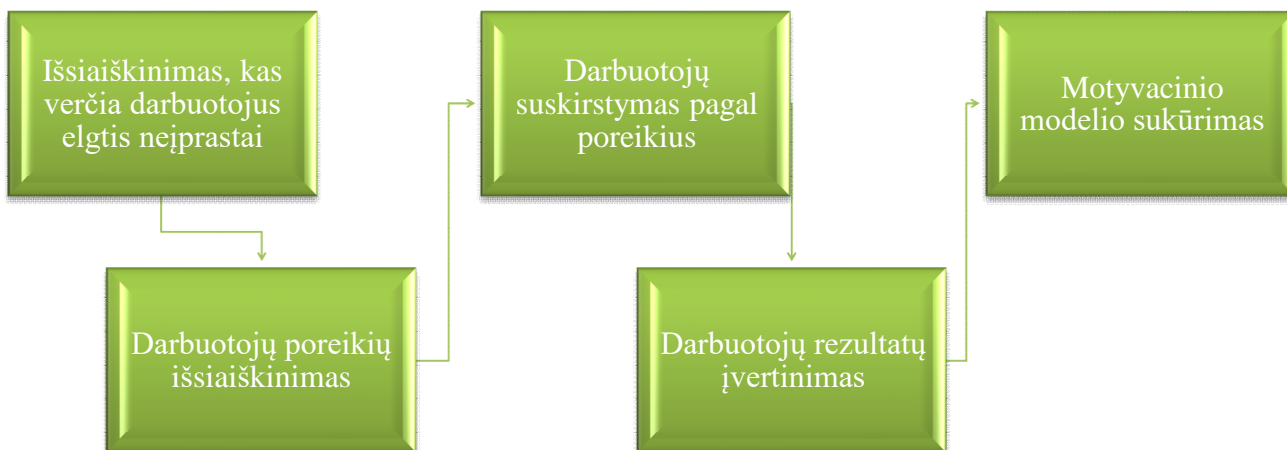 Išsiaiškinimas, kas
verčia darbuotojus
elgtis neįprastai
Darbuotojų poreikių
išsiaiškinimas
Darbuotojų
suskirstymas pagal
poreikius
Darbuotojų rezultatų
įvertinimas
Motyvacinio
modelio sukūrimas